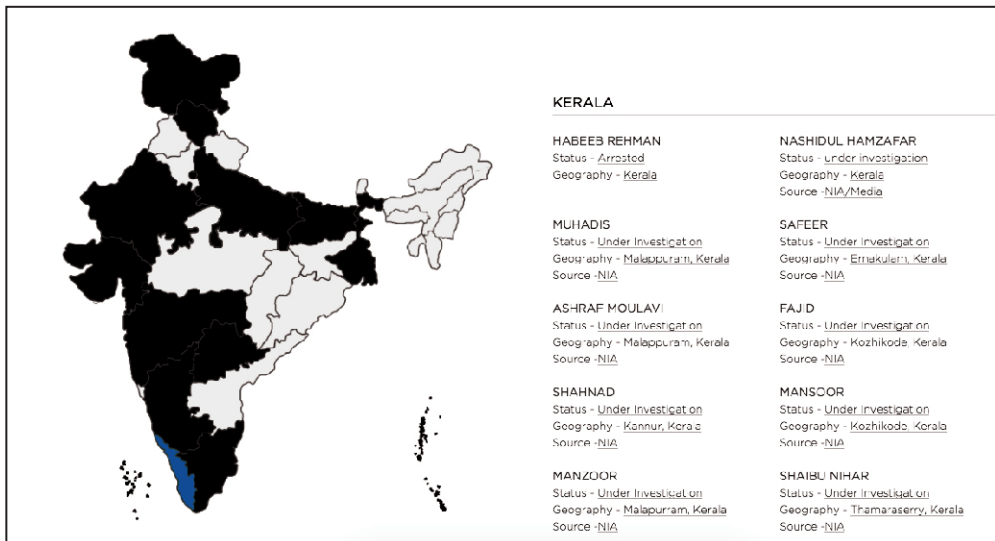 KERALA
HABEEB REHMAN
Status - Arrested
Geography - Kerala
NASHIDUL HAMZAFAR
Status - under investigation
Geography - Kerala
Source -NIA/Media
MUHADIS
Status - Under Investigation
Geography - Malappuram, Kerala
Source -NIA
SAFEER
Status - Under Investigation
Geography - Ernakulam, Kerala
Source -NIA
ASHRAF MOULAVI
Status - Under Investigation
Geography - Malappuram, Kerala
Source -NIA
FAJID
Status - Under Investigation
Geography - Kozhikode, Kerala
Source -NIA
SHAHNAD
Status - Under Investigation
Geography - Kannur, Kerala
Source -NIA
MANSOOR
Status - Under Investigation
Geography - Kozhikode, Kerala
Source -NIA
MANZOOR
Status - Under Investigation
Geography - Malapurram, Kerala
Source -NIA
SHAIBU NIHAR
Status - Under Investigation
Geography - Thamaraserry, Kerala
Source -NIA